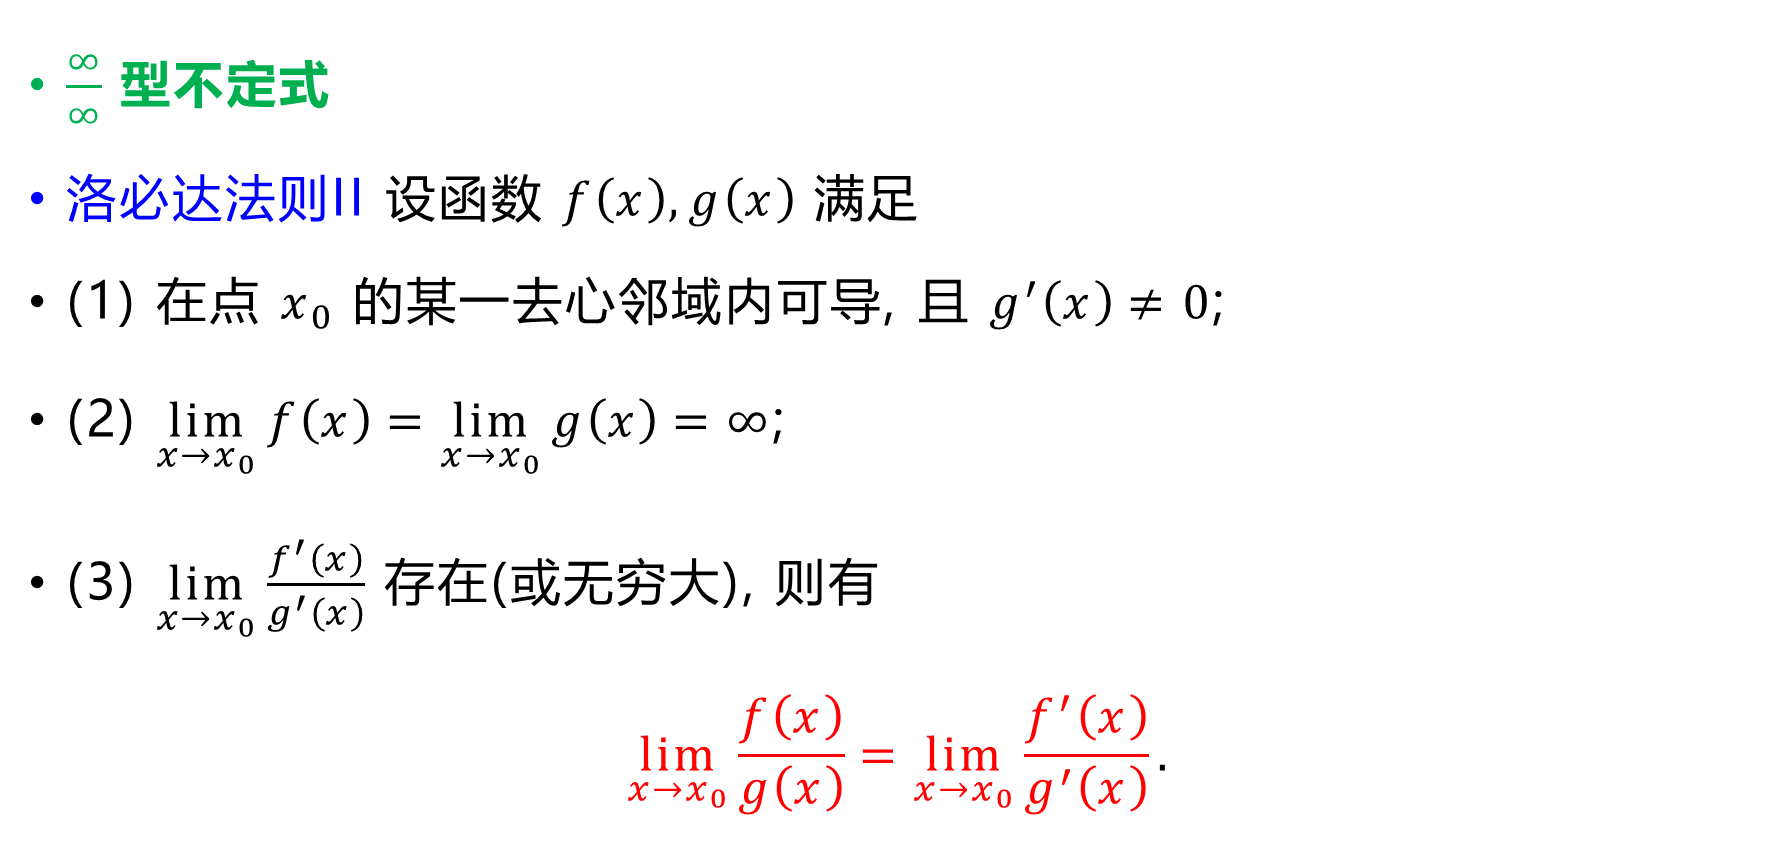 • ∞/∞ 型不定式
• 洛必达法则II 设函数 f(x), g(x) 满足
• (1) 在点 x₀ 的某一去心邻域内可导, 且 g′(x) ≠ 0;
• (2) lim_{x→x₀} f(x) = lim_{x→x₀} g(x) = ∞;
• (3) lim_{x→x₀} f′(x)/g′(x) 存在(或无穷大), 则有
lim_{x→x₀} f(x)/g(x) = lim_{x→x₀} f′(x)/g′(x).